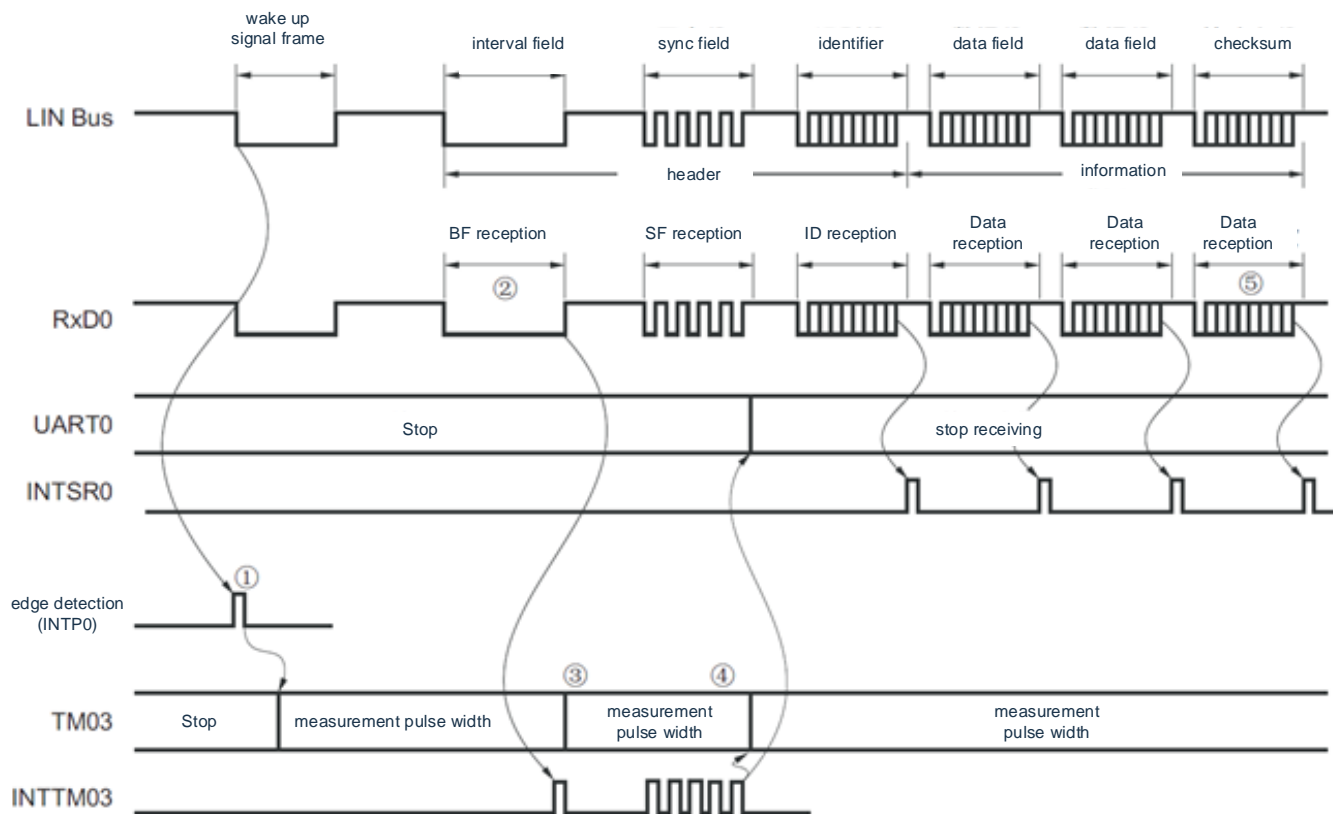 wake up
signal frame
interval field
sync field
identifier
data field
data field
checksum
LIN Bus
header
information
BF reception
SF reception
ID reception
Data
reception
Data
reception
Data
reception
②
⑤
RxD0
UART0
Stop
stop receiving
INTSR0
①
edge detection
(INTP0)
③
④
TM03
Stop
measurement pulse width
measurement
pulse width
measurement
pulse width
INTTM03